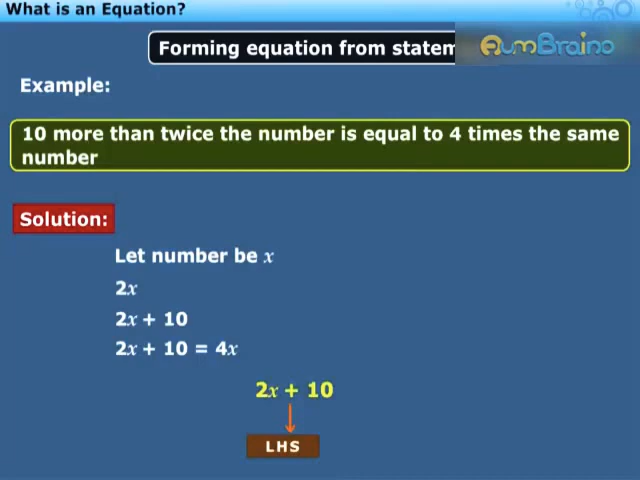 What is an Equation?
Forming equation from statem
AumBraino
Example:
10 more than twice the number is equal to 4 times the same
number
Solution:
Let number be x
2x
2x + 10
2x + 10 = 4x
2x + 10
LHS